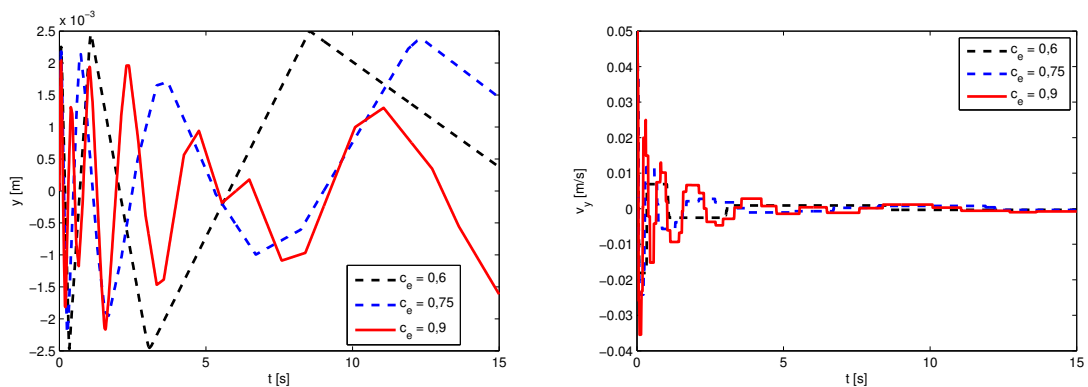 x 10⁻³
2.5
2
1.5
1
0.5
0
−0.5
−1
−1.5
−2
−2.5
y [m]
0 5 10 15
t [s]
c_e = 0,6
c_e = 0,75
c_e = 0,9
0.05
0.04
0.03
0.02
0.01
0
−0.01
−0.02
−0.03
−0.04
v_y [m/s]
0 5 10 15
t [s]
c_e = 0,6
c_e = 0,75
c_e = 0,9